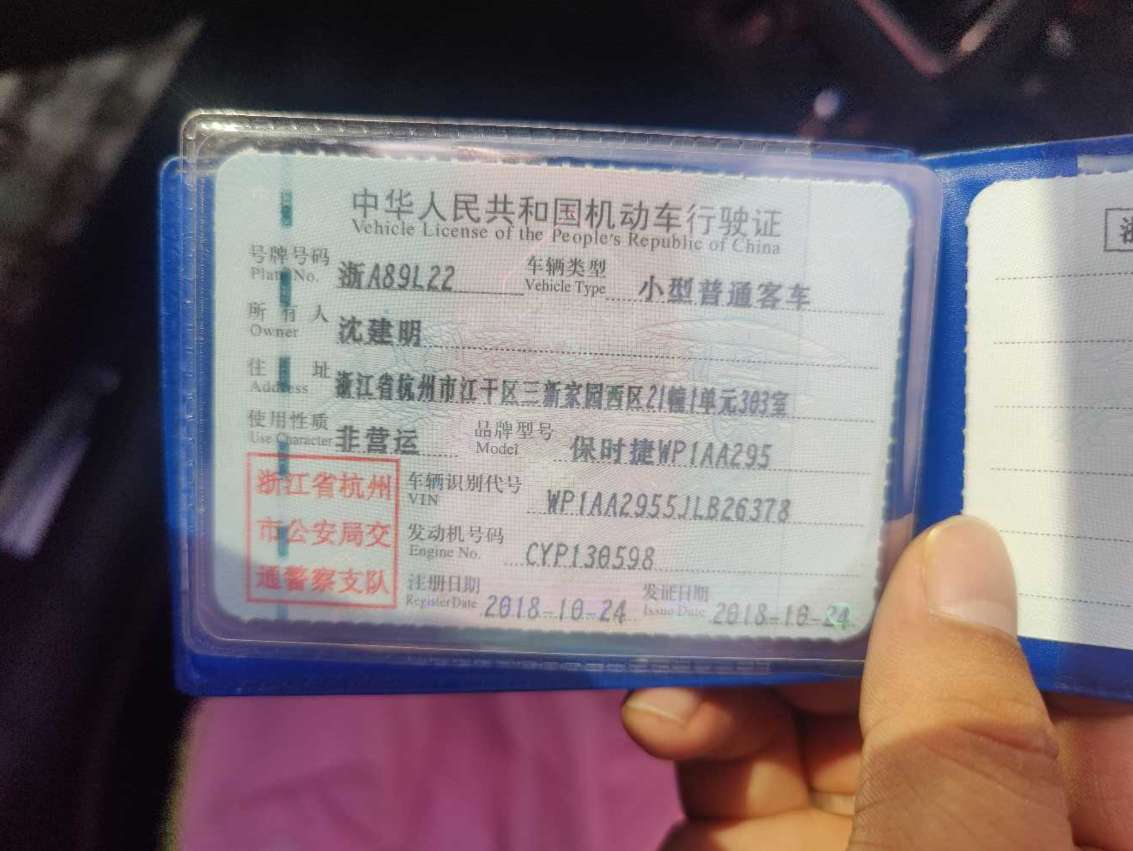 中华人民共和国机动车行驶证
Vehicle License of the People's Republic of China
号牌号码 浙A89L22 车辆类型 小型普通客车
Plate No. Vehicle Type
所有人 沈建明
Owner
住址 浙江省杭州市江干区三新家园西区21幢1单元303室
Address
使用性质 非营运 品牌型号 保时捷WP1AA295
Use Character Model
浙江省杭州
市公安局交
通警察支队
车辆识别代号 WP1AA2955JLB26378
VIN
发动机号码 CYP130598
Engine No.
注册日期 2018-10-24 发证日期 2018-10-24
Register Date Issue Date